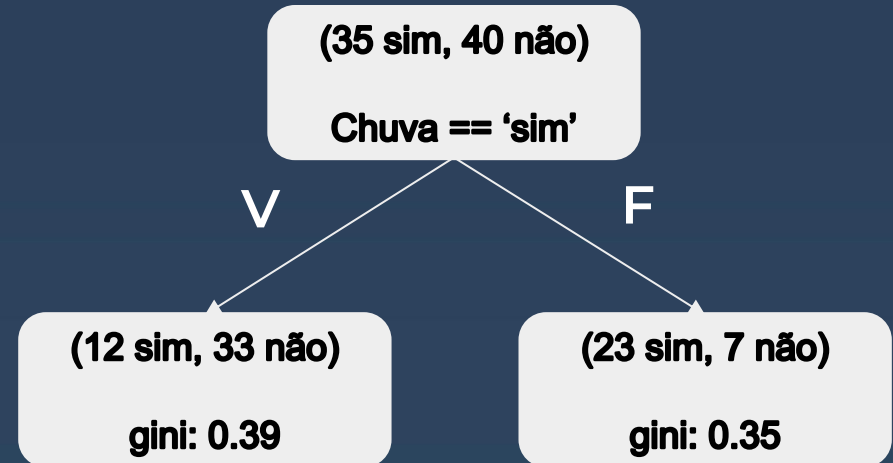 (35 sim, 40 não)
Chuva == ‘sim’
V
F
(12 sim, 33 não)
gini: 0.39
(23 sim, 7 não)
gini: 0.35